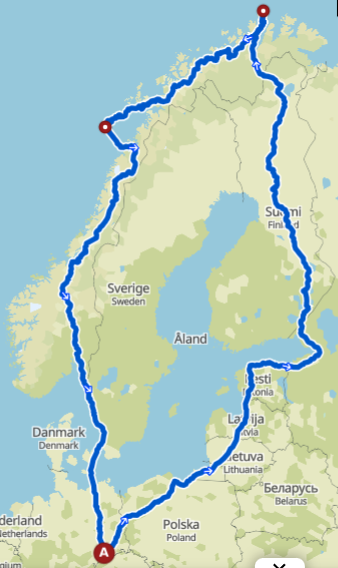 Suomi
Finland
Sverige
Sweden
Åland
Eesti
Estonia
Danmark
Denmark
Latvija
Latvia
Lietuva
Lithuania
Беларусь
Belarus
Polska
Poland
derland
Netherlands
gium
A